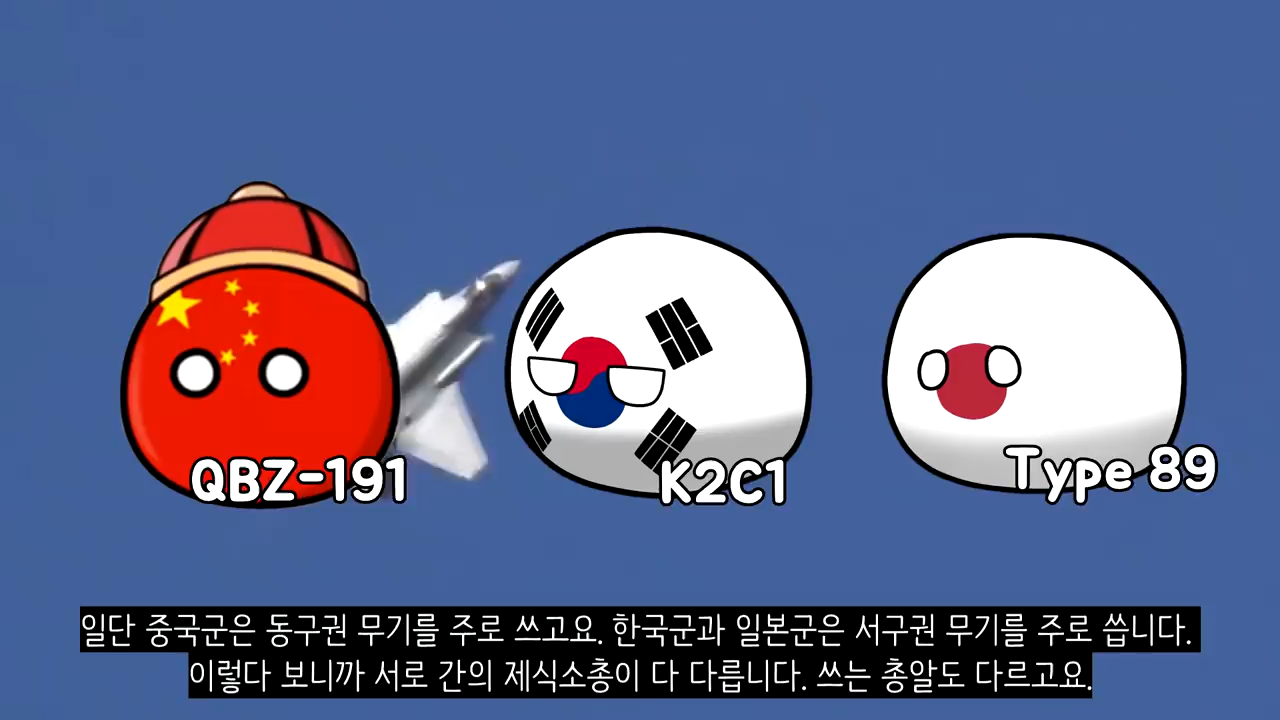 QBZ-191
K2C1
Type 89
일단 중국군은 동구권 무기를 주로 쓰고요. 한국군과 일본군은 서구권 무기를 주로 씁니다.
이렇다 보니까 서로 간의 제식소총이 다 다릅니다. 쓰는 총알도 다르고요.